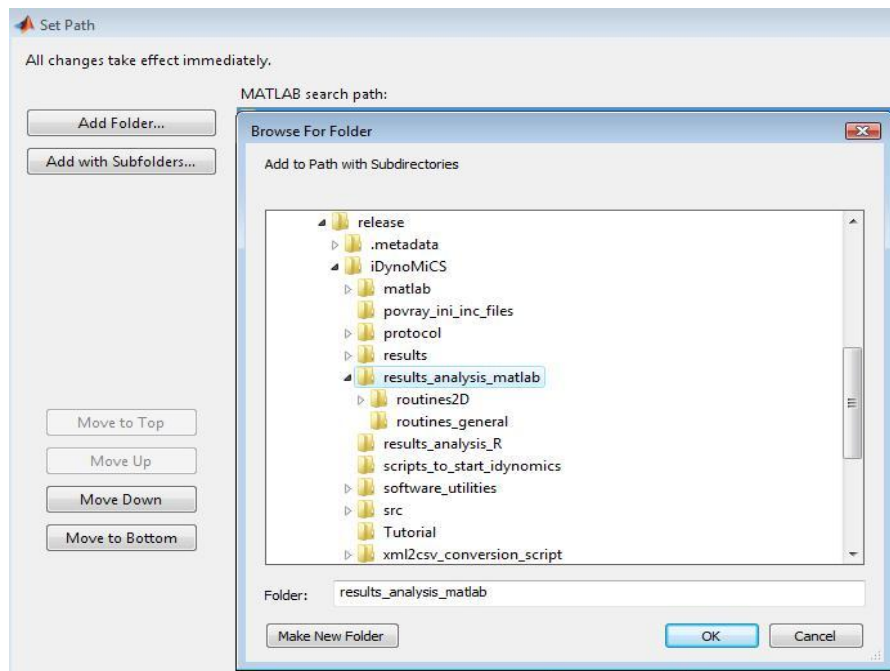 Set Path
All changes take effect immediately.
MATLAB search path:
Add Folder...
Add with Subfolders...
Browse For Folder
Add to Path with Subdirectories
release
.metadata
iDynoMiCS
matlab
povray_ini_inc_files
protocol
results
results_analysis_matlab
routines2D
routines_general
results_analysis_R
scripts_to_start_idynomics
software_utilities
src
Tutorial
xml2csv_conversion_script
Move to Top
Move Up
Move Down
Move to Bottom
Folder: results_analysis_matlab
Make New Folder OK Cancel